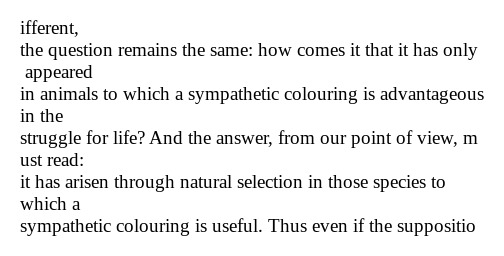 ifferent,
the question remains the same: how comes it that it has only
appeared
in animals to which a sympathetic colouring is advantageous
in the
struggle for life? And the answer, from our point of view, m
ust read:
it has arisen through natural selection in those species to
which a
sympathetic colouring is useful. Thus even if the suppositio